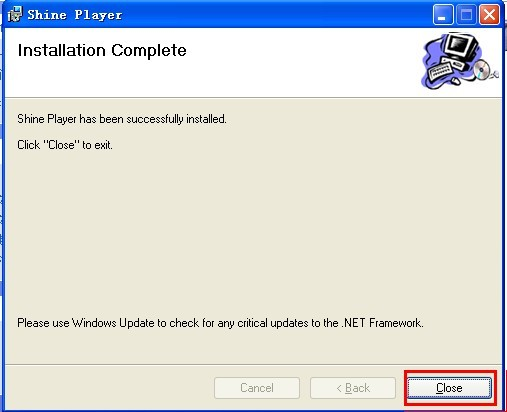 Shine Player
Installation Complete
Shine Player has been successfully installed.
Click "Close" to exit.
Please use Windows Update to check for any critical updates to the .NET Framework.
Cancel
< Back
Close